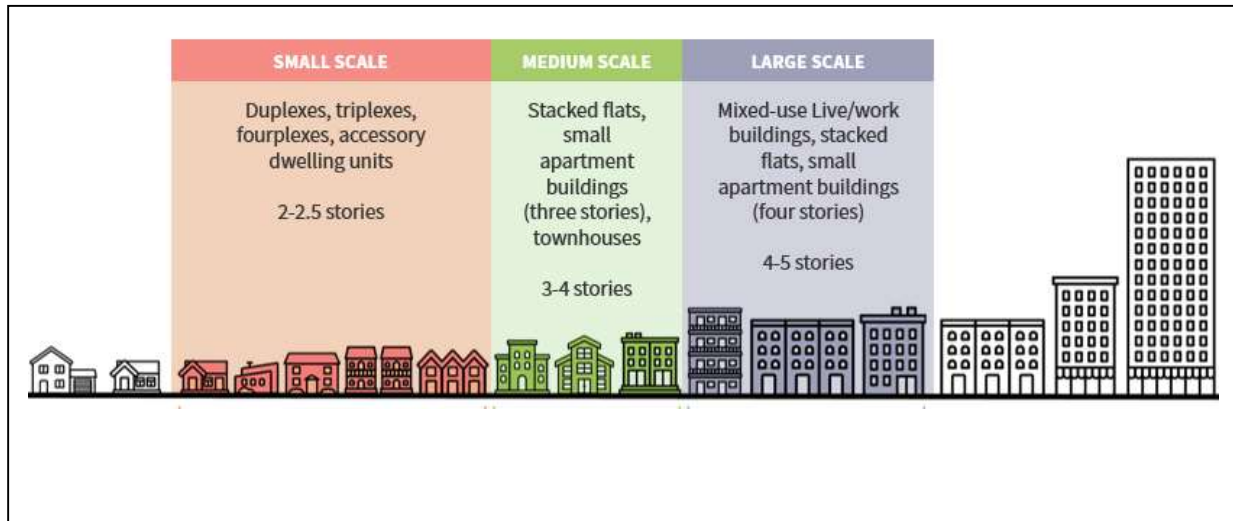 SMALL SCALE
Duplexes, triplexes,
fourplexes, accessory
dwelling units
2-2.5 stories
MEDIUM SCALE
Stacked flats,
small
apartment
buildings
(three stories),
townhouses
3-4 stories
LARGE SCALE
Mixed-use Live/work
buildings, stacked
flats, small
apartment buildings
(four stories)
4-5 stories